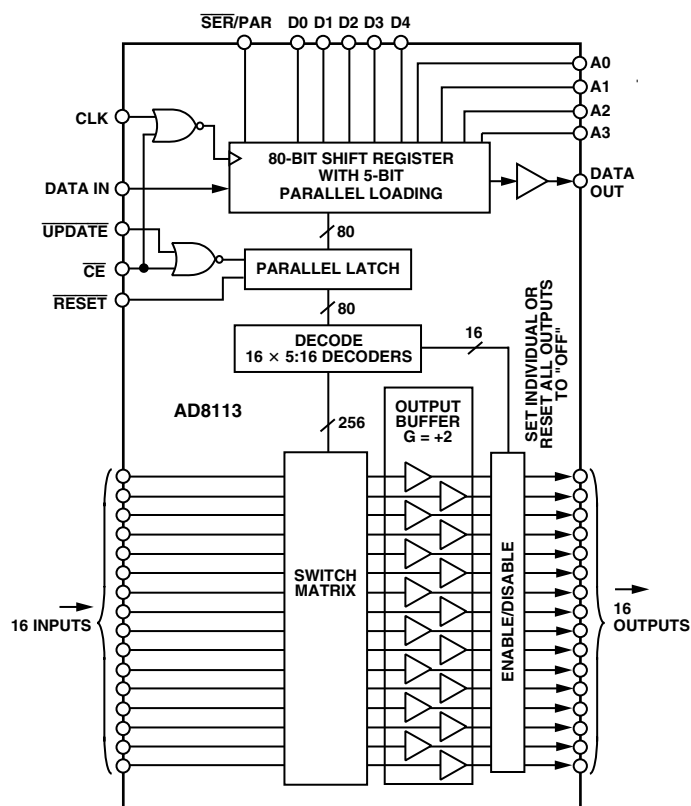 SER/PAR D0 D1 D2 D3 D4
A0
A1
A2
A3
CLK
80-BIT SHIFT REGISTER
WITH 5-BIT
PARALLEL LOADING
DATA IN
DATA
OUT
UPDATE
80
CE
PARALLEL LATCH
RESET
80
DECODE
16 × 5:16 DECODERS
16
SET INDIVIDUAL OR
RESET ALL OUTPUTS
TO "OFF"
AD8113
256
OUTPUT
BUFFER
G = +2
SWITCH
MATRIX
ENABLE/DISABLE
16 INPUTS
16
OUTPUTS